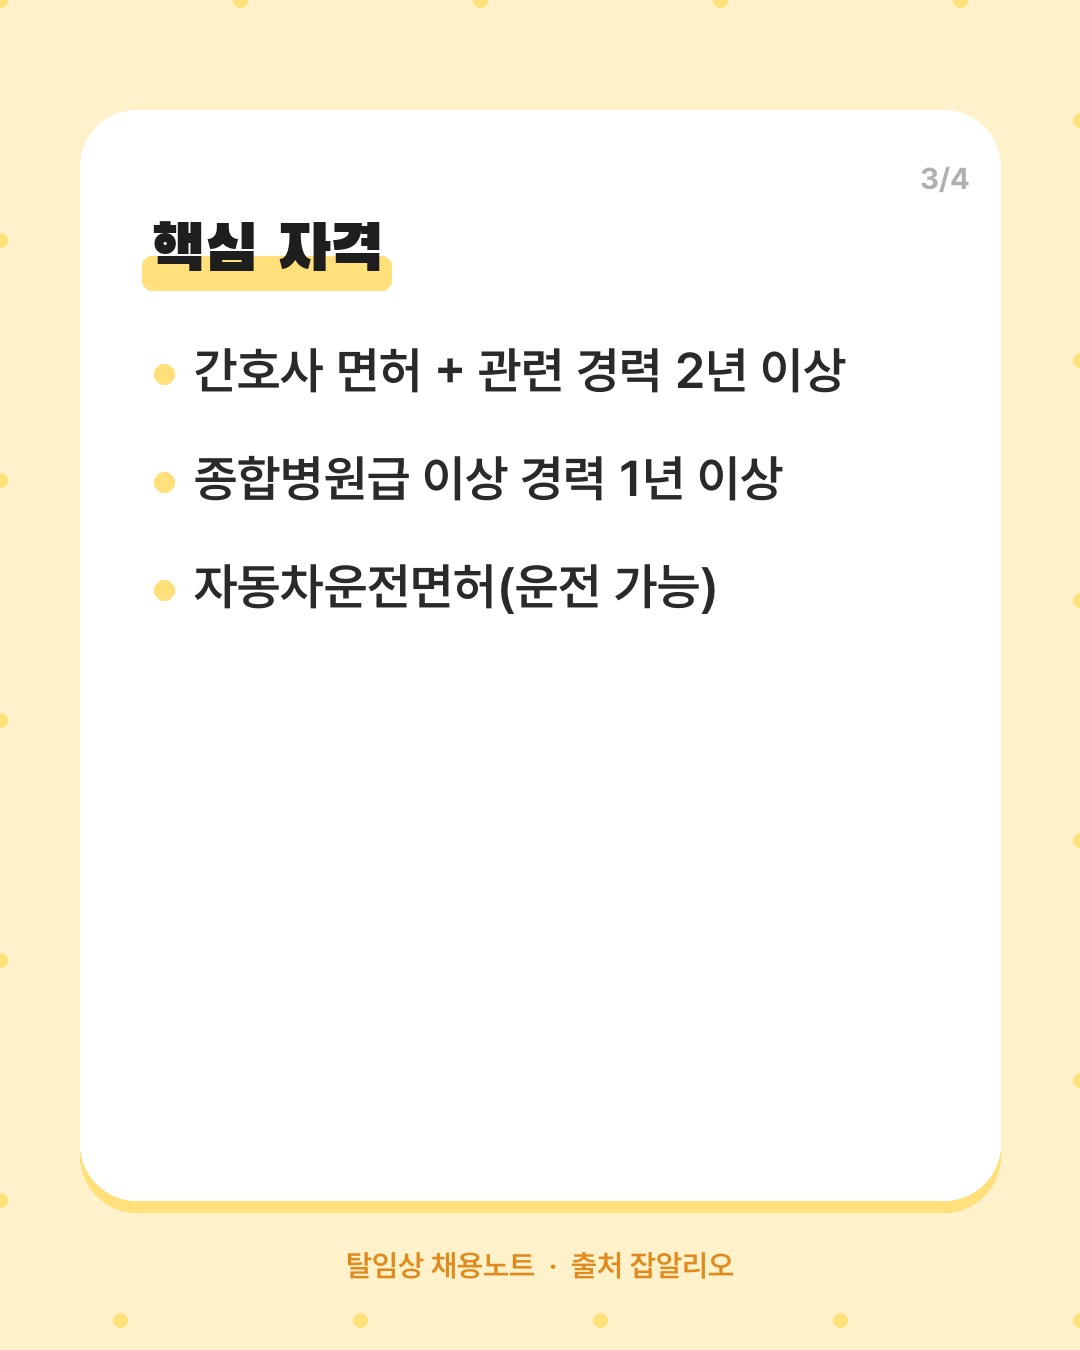 3/4
핵심 자격
간호사 면허 + 관련 경력 2년 이상
종합병원급 이상 경력 1년 이상
자동차운전면허(운전 가능)
탈임상 채용노트 · 출처 잡알리오